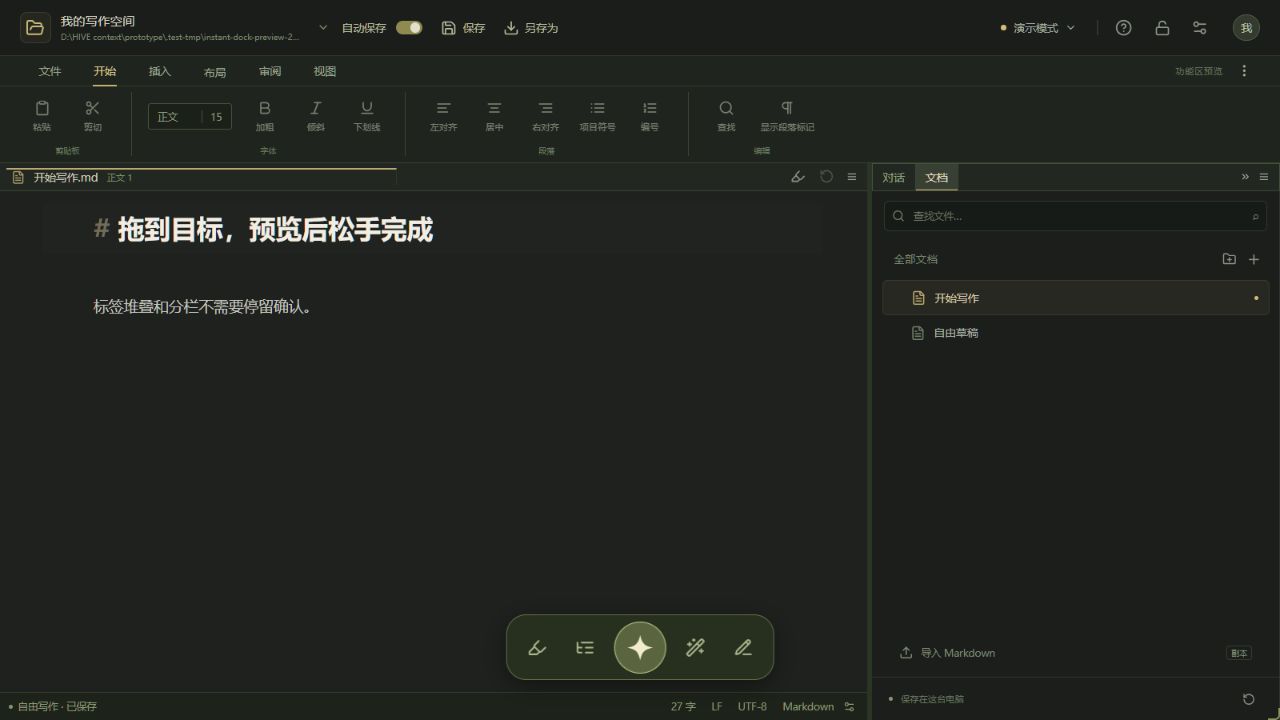 我的写作空间
D:\HIVE context\prototype\.test-tmp\instant-dock-preview-2...
自动保存 保存 另存为
演示模式 我
文件 开始 插入 布局 审阅 视图
功能区预览
粘贴 剪切
剪贴板
正文 15
加粗 倾斜 下划线
字体
左对齐 居中 右对齐 项目符号 编号
段落
查找 显示段落标记
编辑
开始写作.md 正文 1
# 拖到目标，预览后松手完成
标签堆叠和分栏不需要停留确认。
对话 文档
查找文件...
全部文档
开始写作
自由草稿
导入 Markdown 副本
保存在这台电脑
自由写作 · 已保存
27 字 LF UTF-8 Markdown